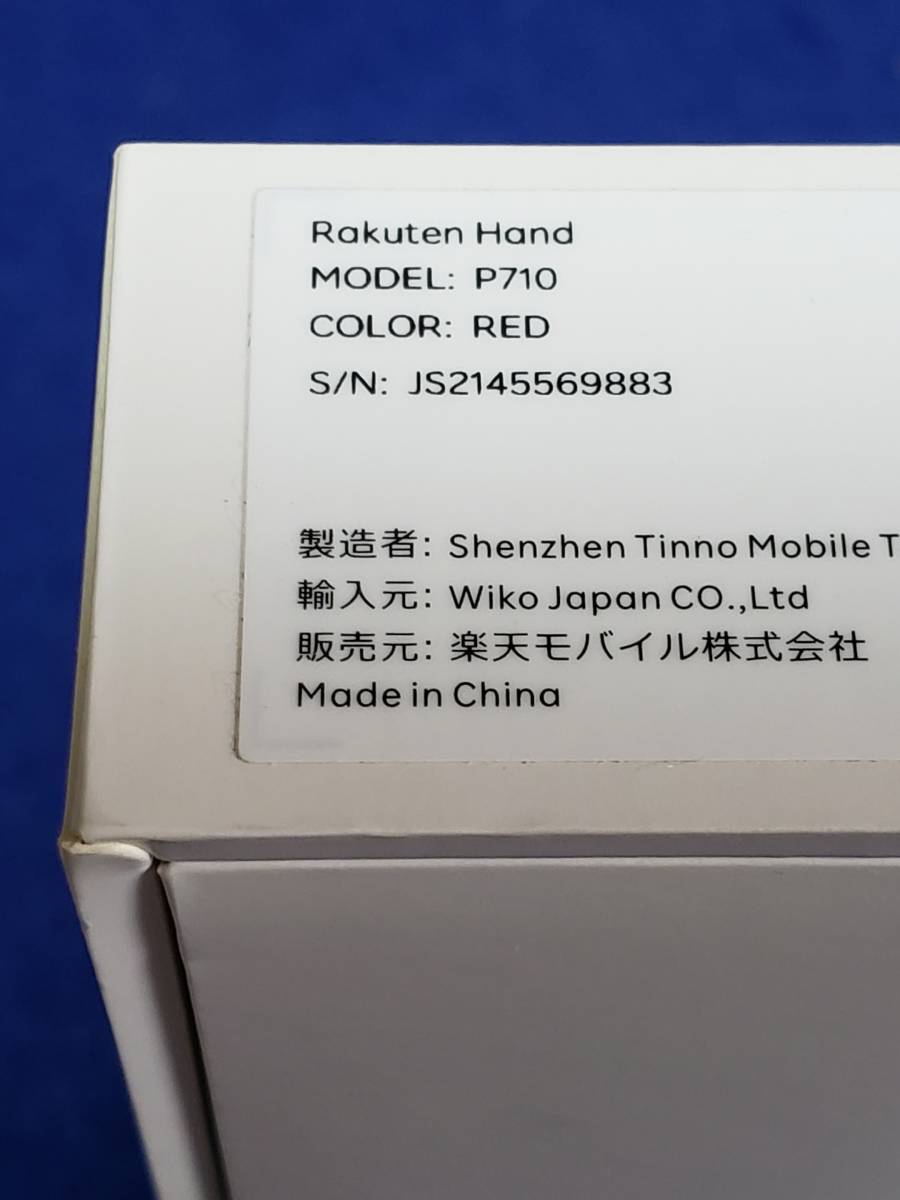 Rakuten Hand
MODEL: P710
COLOR: RED
S/N: JS2145569883
製造者: Shenzhen Tinno Mobile T
輸入元: Wiko Japan CO.,Ltd
販売元: 楽天モバイル株式会社
Made in China